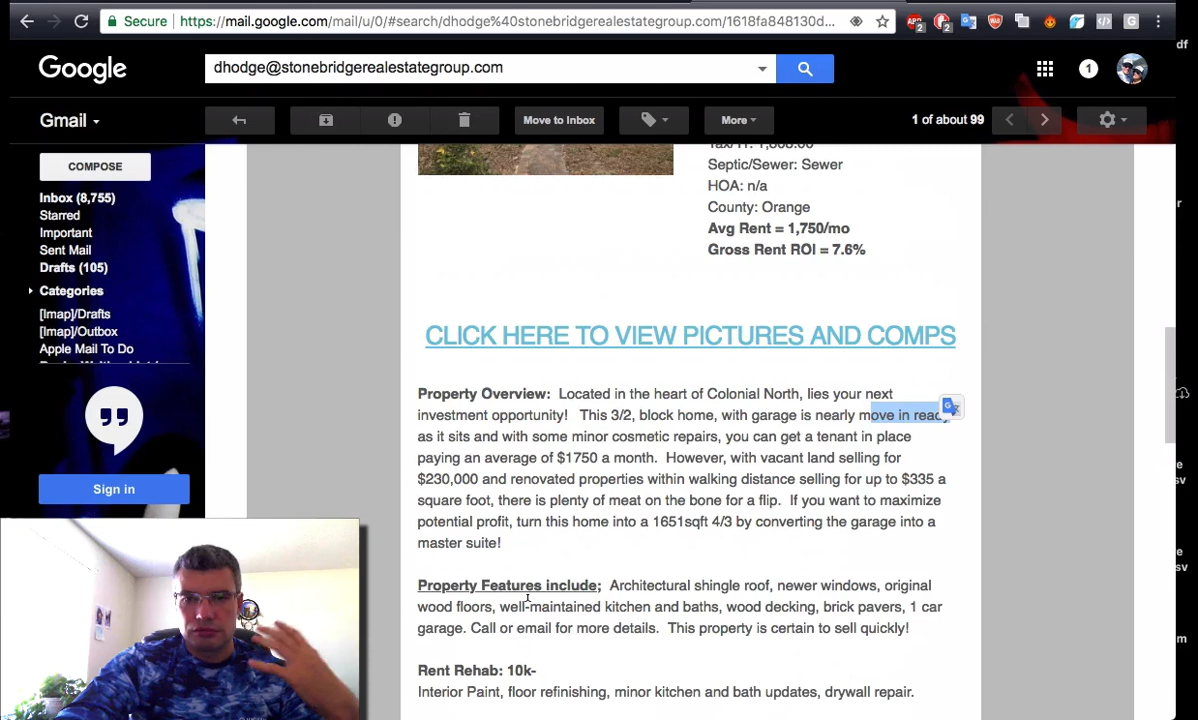 Secure https://mail.google.com/mail/u/0/#search/dhodge%40stonebridgerealestategroup.com/1618fa848130d...
2
2
G
Google
dhodge@stonebridgerealestategroup.com
1
Gmail
Move to Inbox
More
1 of about 99
COMPOSE
Inbox (8,755)
Starred
Important
Sent Mail
Drafts (105)
Categories
[Imap]/Drafts
[Imap]/Outbox
Apple Mail To Do
Sign in
Septic/Sewer: Sewer
HOA: n/a
County: Orange
Avg Rent = 1,750/mo
Gross Rent ROI = 7.6%
CLICK HERE TO VIEW PICTURES AND COMPS
Property Overview: Located in the heart of Colonial North, lies your next
investment opportunity! This 3/2, block home, with garage is nearly move in ready
as it sits and with some minor cosmetic repairs, you can get a tenant in place
paying an average of $1750 a month. However, with vacant land selling for
$230,000 and renovated properties within walking distance selling for up to $335 a
square foot, there is plenty of meat on the bone for a flip. If you want to maximize
potential profit, turn this home into a 1651sqft 4/3 by converting the garage into a
master suite!
Property Features include; Architectural shingle roof, newer windows, original
wood floors, well-maintained kitchen and baths, wood decking, brick pavers, 1 car
garage. Call or email for more details. This property is certain to sell quickly!
Rent Rehab: 10k-
Interior Paint, floor refinishing, minor kitchen and bath updates, drywall repair.
df